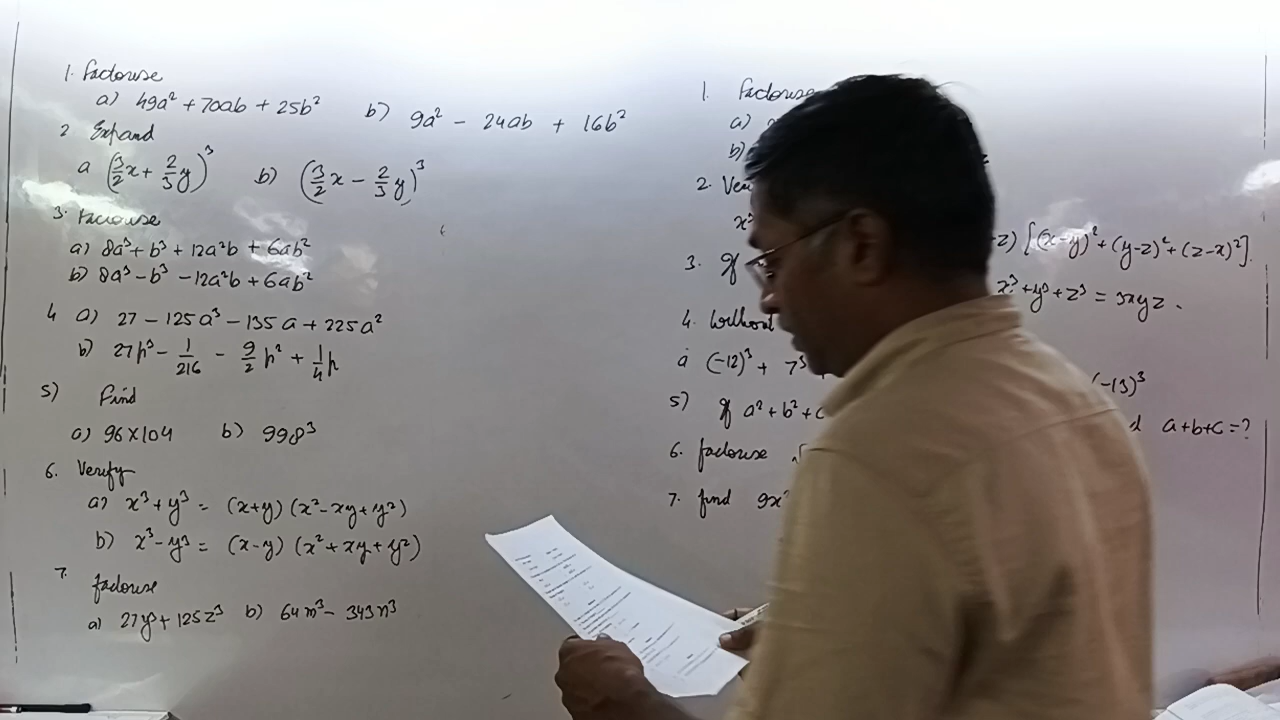 1. Factorise
a) 49a² + 70ab + 25b² b) 9a² - 24ab + 16b²
2 Expand
a (3/2x + 2/3y)³ b) (3/2x - 2/3y)³
3. Factorise
a) 8a³ + b³ + 12a²b + 6ab²
b) 8a³ - b³ - 12a²b + 6ab²
4 a) 27 - 125a³ - 135a + 225a²
b) 27p³ - 1/216 - 9/2p² + 1/4p
5) Find
a) 96×104 b) 998³
6. Verify
a) x³ + y³ = (x+y) (x² - xy + y²)
b) x³ - y³ = (x-y) (x² + xy + y²)
7. factorise
a) 27y³ + 125z³ b) 64m³ - 343n³
1. Factorise
a)
b)
2.
x³ z) [(x-y)² + (y-z)² + (z-x)²].
3. If x³ + y³ + z³ = 3xyz.
4. Without
a (-12)³ + 7³ (-13)³
5) If a² + b² + c a+b+c=?
6. factorise √
7. find 9x²